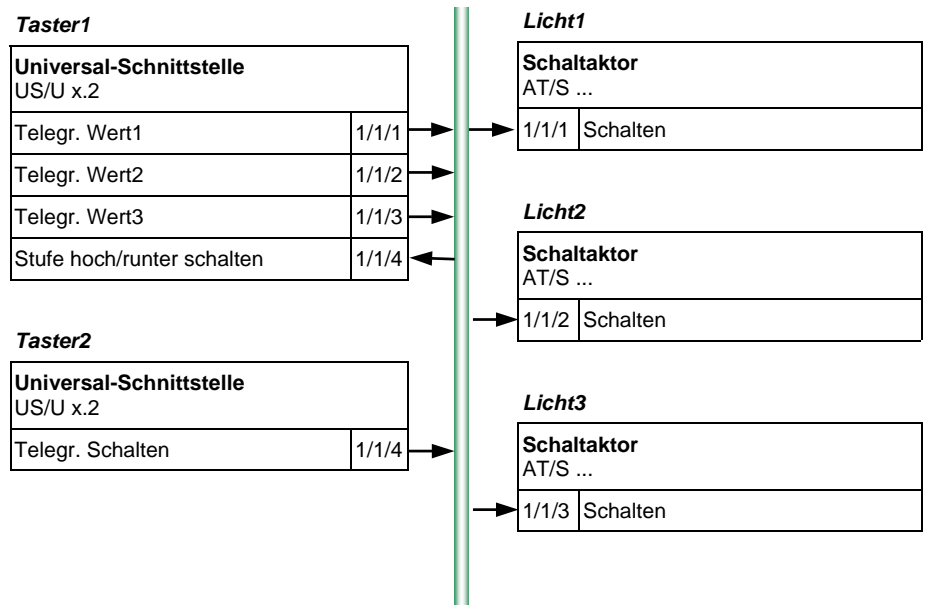 Taster1
Universal-Schnittstelle
US/U x.2
Telegr. Wert1 1/1/1
Telegr. Wert2 1/1/2
Telegr. Wert3 1/1/3
Stufe hoch/runter schalten 1/1/4
Taster2
Universal-Schnittstelle
US/U x.2
Telegr. Schalten 1/1/4
Licht1
Schaltaktor
AT/S ...
1/1/1 Schalten
Licht2
Schaltaktor
AT/S ...
1/1/2 Schalten
Licht3
Schaltaktor
AT/S ...
1/1/3 Schalten